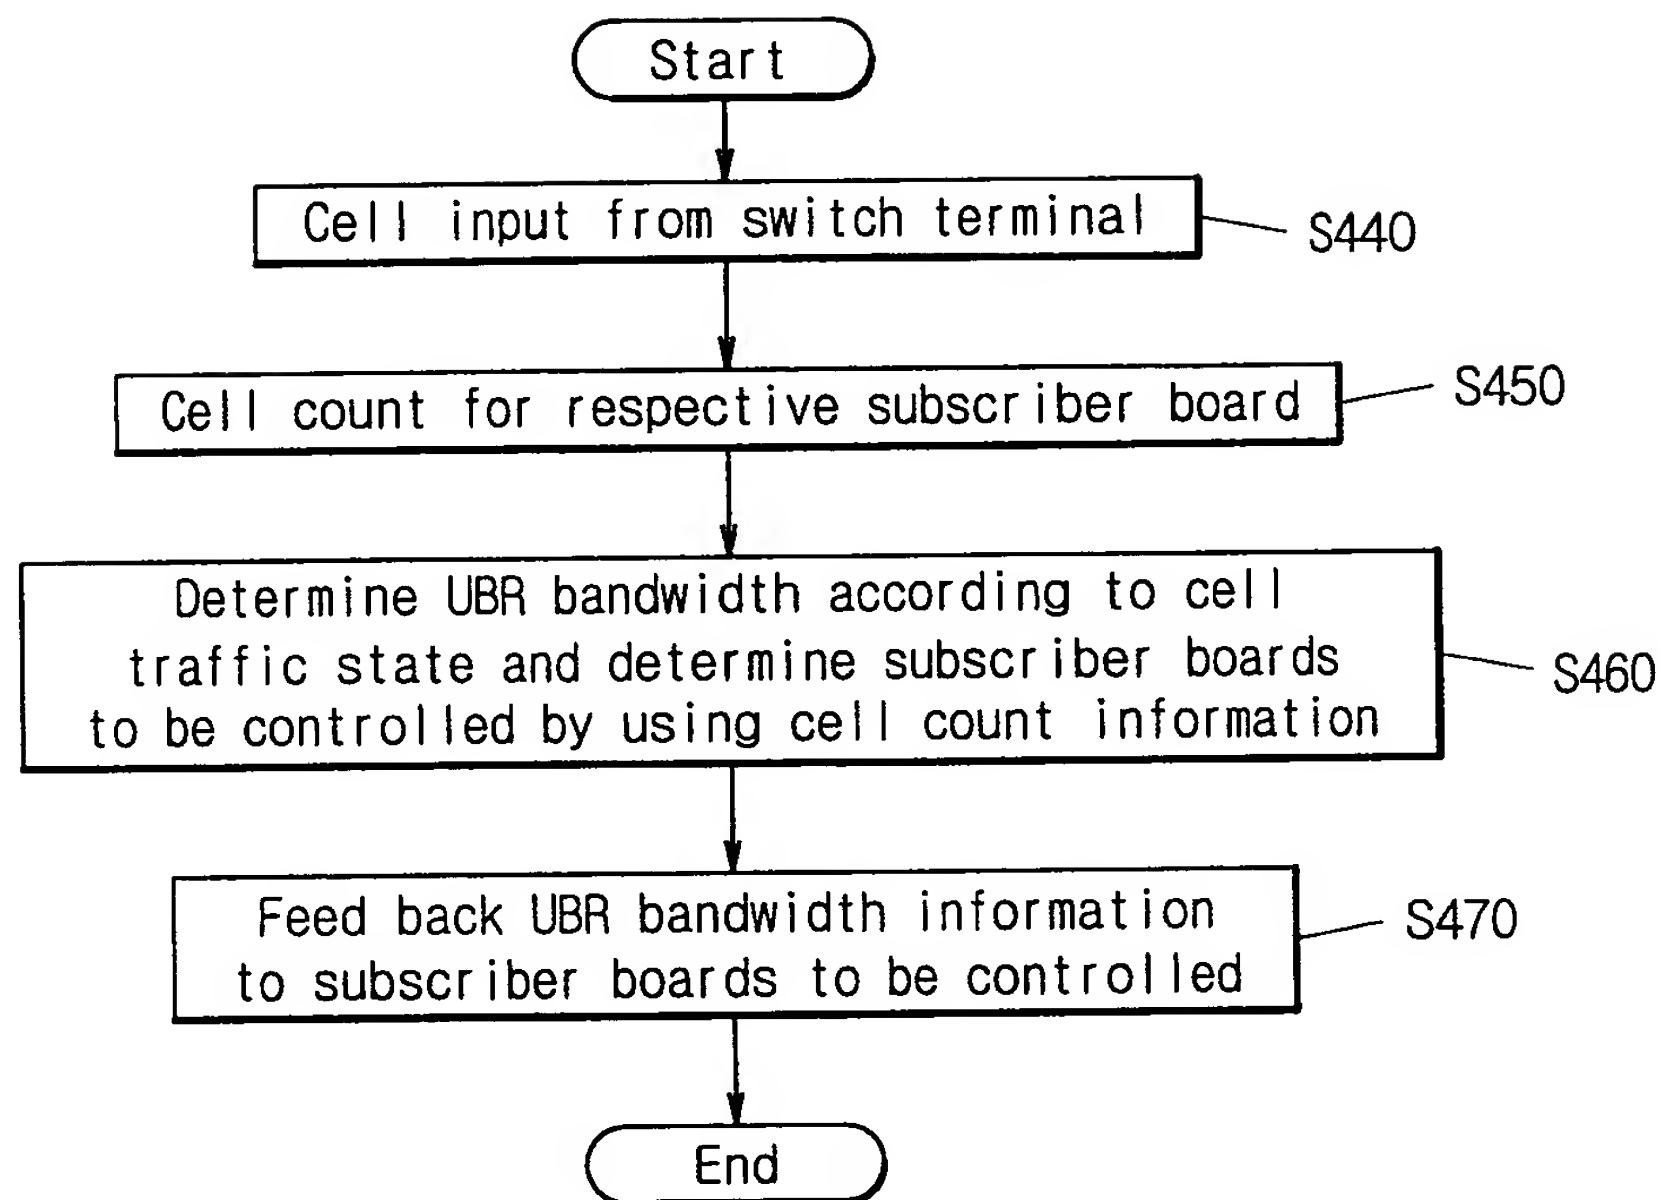 Start
Cell input from switch terminal
S440
Cell count for respective subscriber board
S450
Determine UBR bandwidth according to cell
traffic state and determine subscriber boards
to be controlled by using cell count information
S460
Feed back UBR bandwidth information
to subscriber boards to be controlled
S470
End